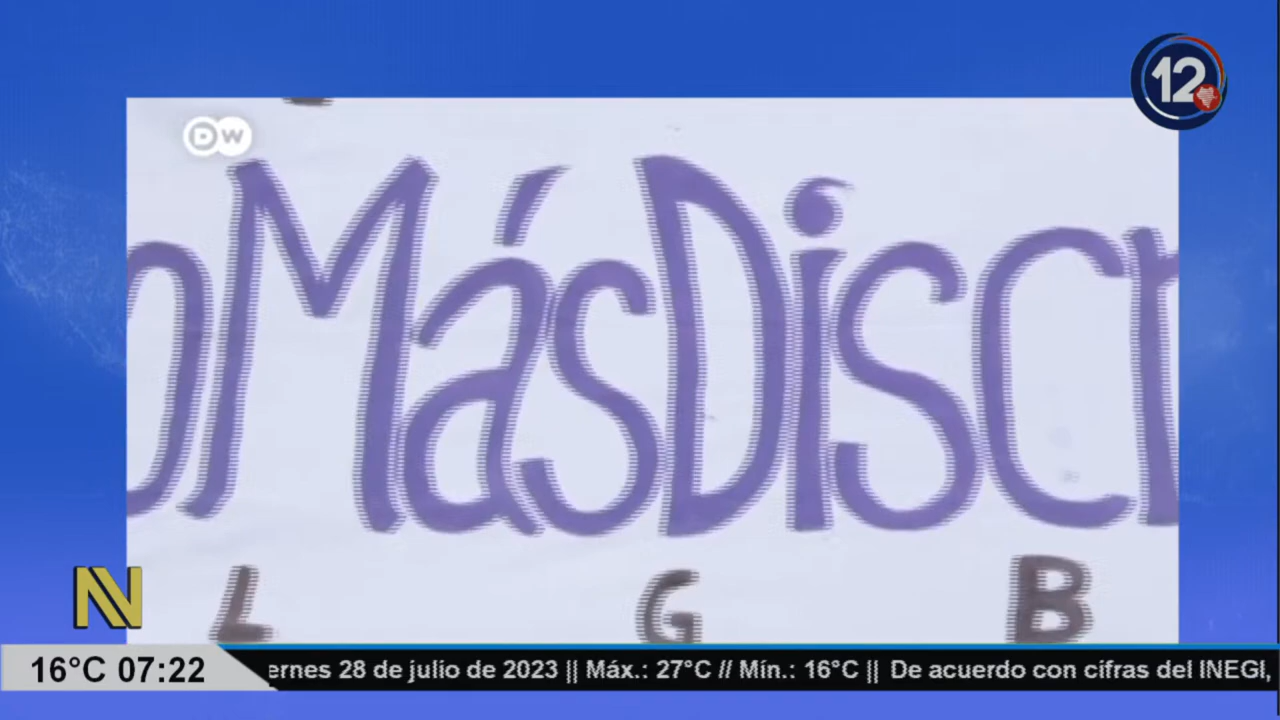 12
DW
oMásDiscr
L G B
N
16°C 07:22
ernes 28 de julio de 2023 || Máx.: 27°C // Mín.: 16°C || De acuerdo con cifras del INEGI,